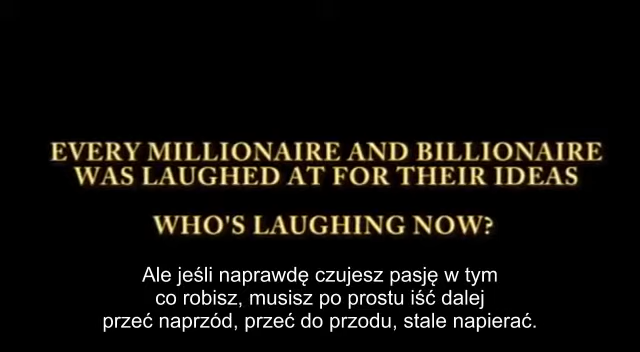 EVERY MILLIONAIRE AND BILLIONAIRE
WAS LAUGHED AT FOR THEIR IDEAS
WHO'S LAUGHING NOW?
Ale jeśli naprawdę czujesz pasję w tym
co robisz, musisz po prostu iść dalej
przeć naprzód, przeć do przodu, stale napierać.